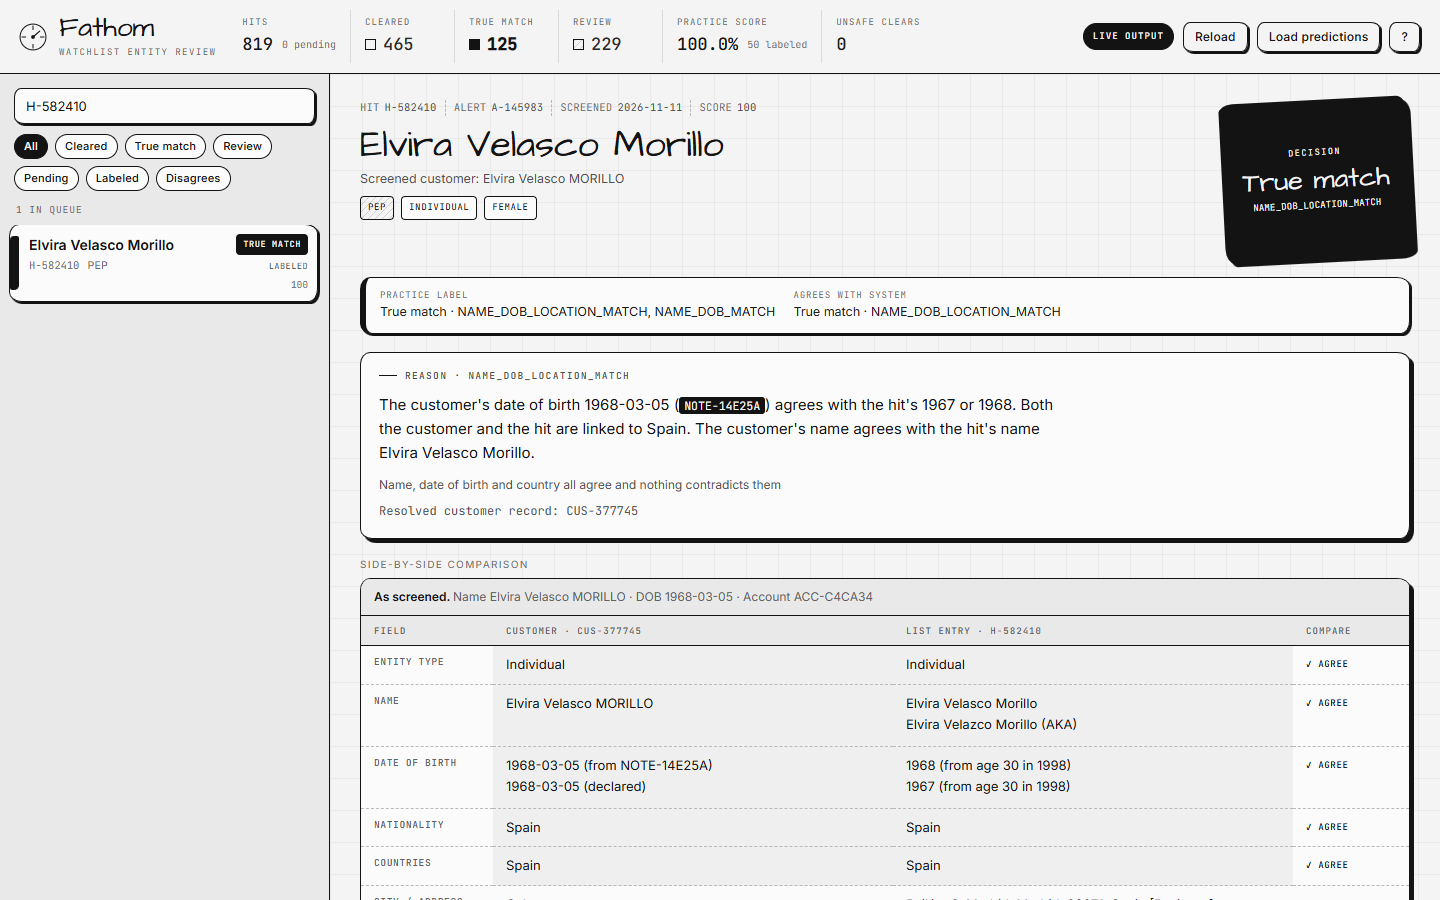 Fathom
WATCHLIST ENTITY REVIEW
HITS
819 0 pending
CLEARED
465
TRUE MATCH
125
REVIEW
229
PRACTICE SCORE
100.0% 50 labeled
UNSAFE CLEARS
0
LIVE OUTPUT
Reload
Load predictions
?
H-582410
All
Cleared
True match
Review
Pending
Labeled
Disagrees
1 IN QUEUE
Elvira Velasco Morillo
TRUE MATCH
H-582410 PEP
LABELED
100
HIT H-582410
ALERT A-145983
SCREENED 2026-11-11
SCORE 100
Elvira Velasco Morillo
Screened customer: Elvira Velasco MORILLO
PEP
INDIVIDUAL
FEMALE
DECISION
True match
NAME_DOB_LOCATION_MATCH
PRACTICE LABEL
True match · NAME_DOB_LOCATION_MATCH, NAME_DOB_MATCH
AGREES WITH SYSTEM
True match · NAME_DOB_LOCATION_MATCH
REASON · NAME_DOB_LOCATION_MATCH
The customer's date of birth 1968-03-05 (NOTE-14E25A) agrees with the hit's 1967 or 1968. Both
the customer and the hit are linked to Spain. The customer's name agrees with the hit's name
Elvira Velasco Morillo.
Name, date of birth and country all agree and nothing contradicts them
Resolved customer record: CUS-377745
SIDE-BY-SIDE COMPARISON
As screened. Name Elvira Velasco MORILLO · DOB 1968-03-05 · Account ACC-C4CA34
FIELD
CUSTOMER · CUS-377745
LIST ENTRY · H-582410
COMPARE
ENTITY TYPE
Individual
Individual
✓ AGREE
NAME
Elvira Velasco MORILLO
Elvira Velasco Morillo
Elvira Velazco Morillo (AKA)
✓ AGREE
DATE OF BIRTH
1968-03-05 (from NOTE-14E25A)
1968-03-05 (declared)
1968 (from age 30 in 1998)
1967 (from age 30 in 1998)
✓ AGREE
NATIONALITY
Spain
Spain
✓ AGREE
COUNTRIES
Spain
Spain
✓ AGREE